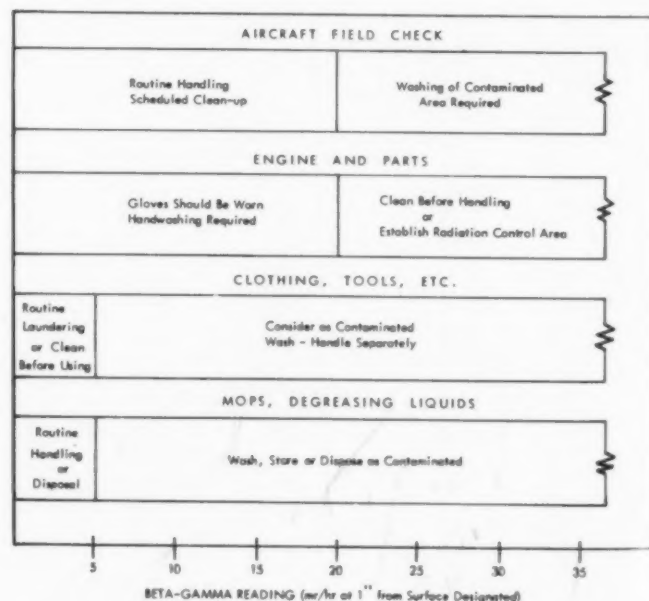 AIRCRAFT FIELD CHECK
Routine Handling
Scheduled Clean-up
Washing of Contaminated
Area Required
ENGINE AND PARTS
Gloves Should Be Worn
Handwashing Required
Clean Before Handling
or
Establish Radiation Control Area
CLOTHING, TOOLS, ETC.
Routine
Laundering
or Clean
Before Using
Consider as Contaminated
Wash - Handle Separately
MOPS, DEGREASING LIQUIDS
Routine
Handling
or
Disposal
Wash, Store or Dispose as Contaminated
5 10 15 20 25 30 35
BETA-GAMMA READING (mr/hr at 1" from Surface Designated)